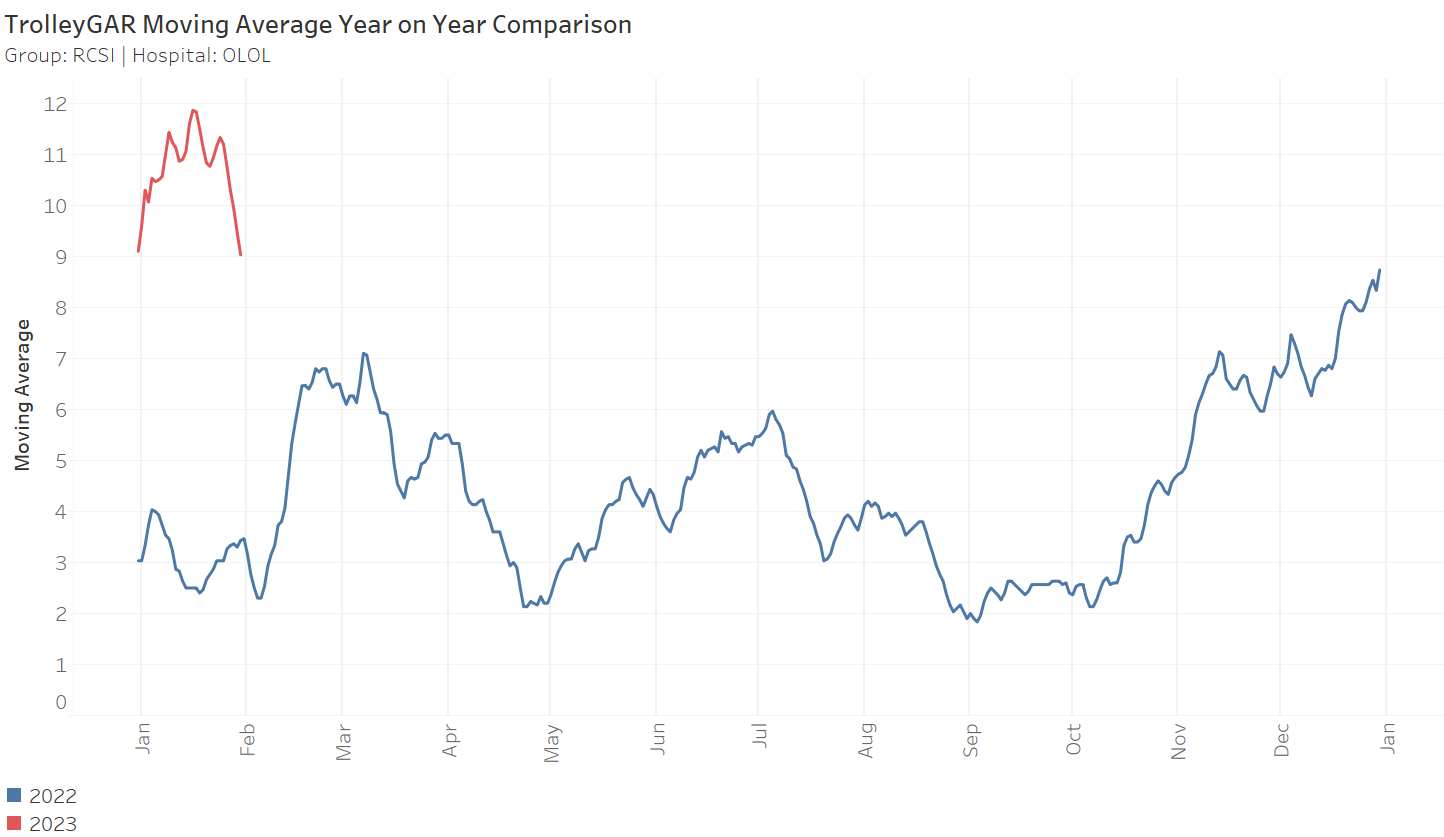 TrolleyGAR Moving Average Year on Year Comparison
Group: RCSI | Hospital: OLOL
12
11
10
9
8
7
6
5
4
3
2
1
0
Moving Average
Jan
Feb
Mar
Apr
May
Jun
Jul
Aug
Sep
Oct
Nov
Dec
Jan
2022
2023